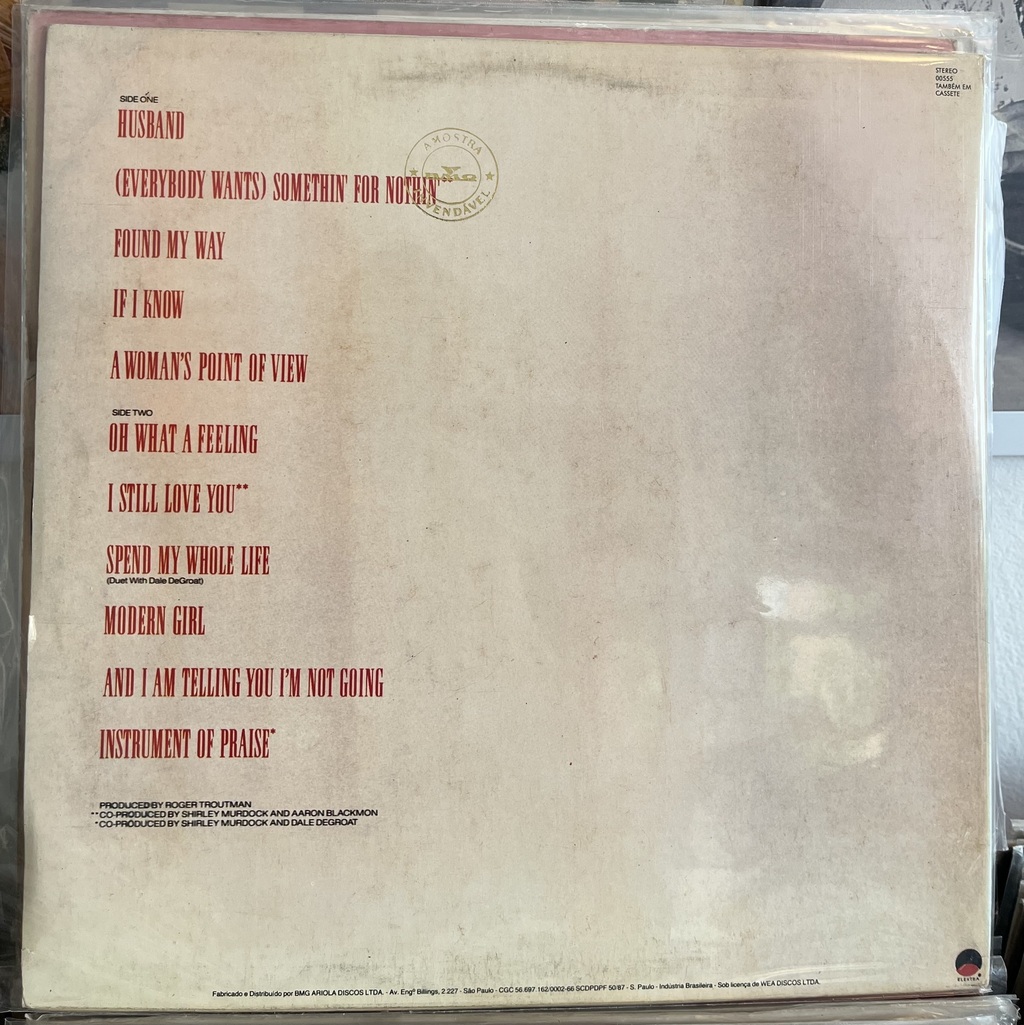 STEREO
00555
TAMBÉM EM
CASSETE
SIDE ONE
HUSBAND
(EVERYBODY WANTS) SOMETHIN' FOR NOTHIN'**
AMOSTRA
BMG
INVENDÁVEL
FOUND MY WAY
IF I KNOW
A WOMAN'S POINT OF VIEW
SIDE TWO
OH WHAT A FEELING
I STILL LOVE YOU**
SPEND MY WHOLE LIFE
(Duet With Dale DeGroat)
MODERN GIRL
AND I AM TELLING YOU I'M NOT GOING
INSTRUMENT OF PRAISE*
PRODUCED BY ROGER TROUTMAN
**CO-PRODUCED BY SHIRLEY MURDOCK AND AARON BLACKMON
*CO-PRODUCED BY SHIRLEY MURDOCK AND DALE DEGROAT
ELEKTRA
Fabricado e Distribuído por BMG ARIOLA DISCOS LTDA. - Av. Engº Billings, 2.227 - São Paulo - CGC 56.697.162/0002-66 SCDPDPF 50/87 - S. Paulo - Indústria Brasileira - Sob licença de WEA DISCOS LTDA.